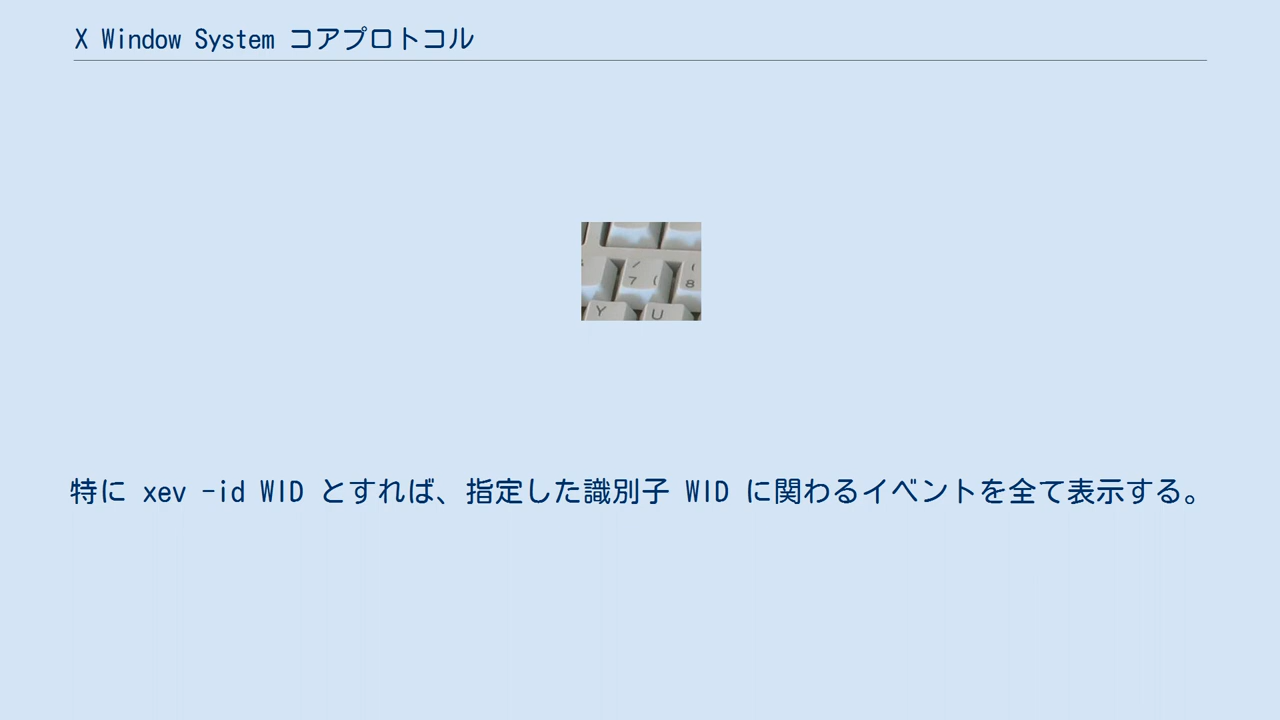 X Window System コアプロトコル
/
7 (
(
8
Y U
特に xev -id WID とすれば、指定した識別子 WID に関わるイベントを全て表示する。